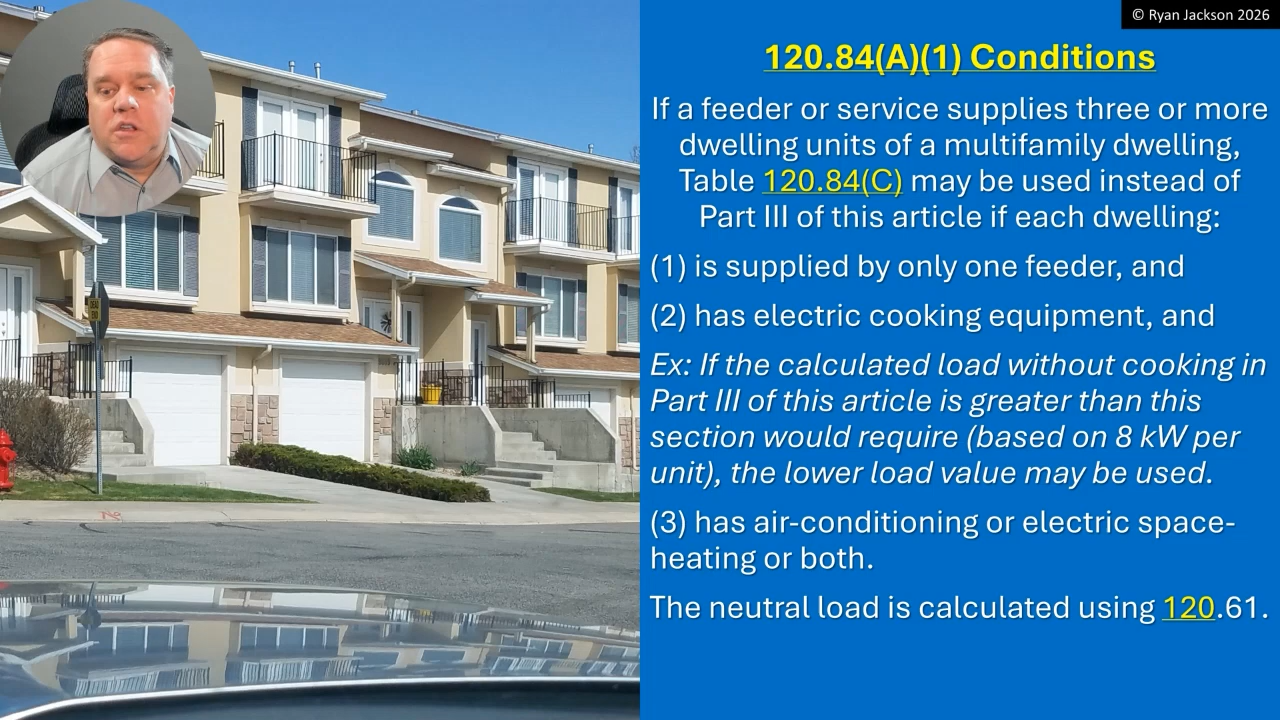 © Ryan Jackson 2026
120.84(A)(1) Conditions
If a feeder or service supplies three or more
dwelling units of a multifamily dwelling,
Table 120.84(C) may be used instead of
Part III of this article if each dwelling:
(1) is supplied by only one feeder, and
(2) has electric cooking equipment, and
Ex: If the calculated load without cooking in
Part III of this article is greater than this
section would require (based on 8 kW per
unit), the lower load value may be used.
(3) has air-conditioning or electric space-
heating or both.
The neutral load is calculated using 120.61.